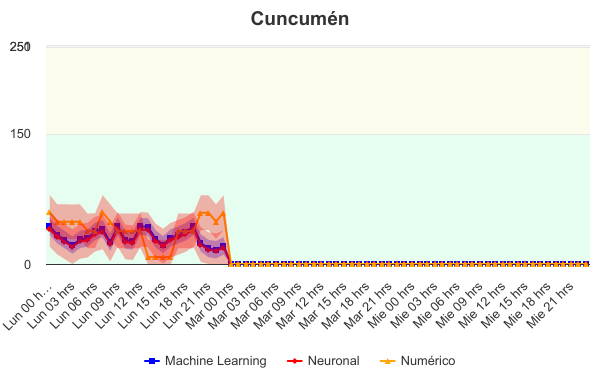 Cuncumén
250
150
0
Lun 00 h...
Lun 03 hrs
Lun 06 hrs
Lun 09 hrs
Lun 12 hrs
Lun 15 hrs
Lun 18 hrs
Lun 21 hrs
Mar 00 hrs
Mar 03 hrs
Mar 06 hrs
Mar 09 hrs
Mar 12 hrs
Mar 15 hrs
Mar 18 hrs
Mar 21 hrs
Mie 00 hrs
Mie 03 hrs
Mie 06 hrs
Mie 09 hrs
Mie 12 hrs
Mie 15 hrs
Mie 18 hrs
Mie 21 hrs
Machine Learning Neuronal Numérico